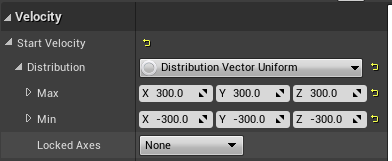 Velocity
Start Velocity
Distribution Distribution Vector Uniform
Max X 300.0 Y 300.0 Z 300.0
Min X -300.0 Y -300.0 Z -300.0
Locked Axes None